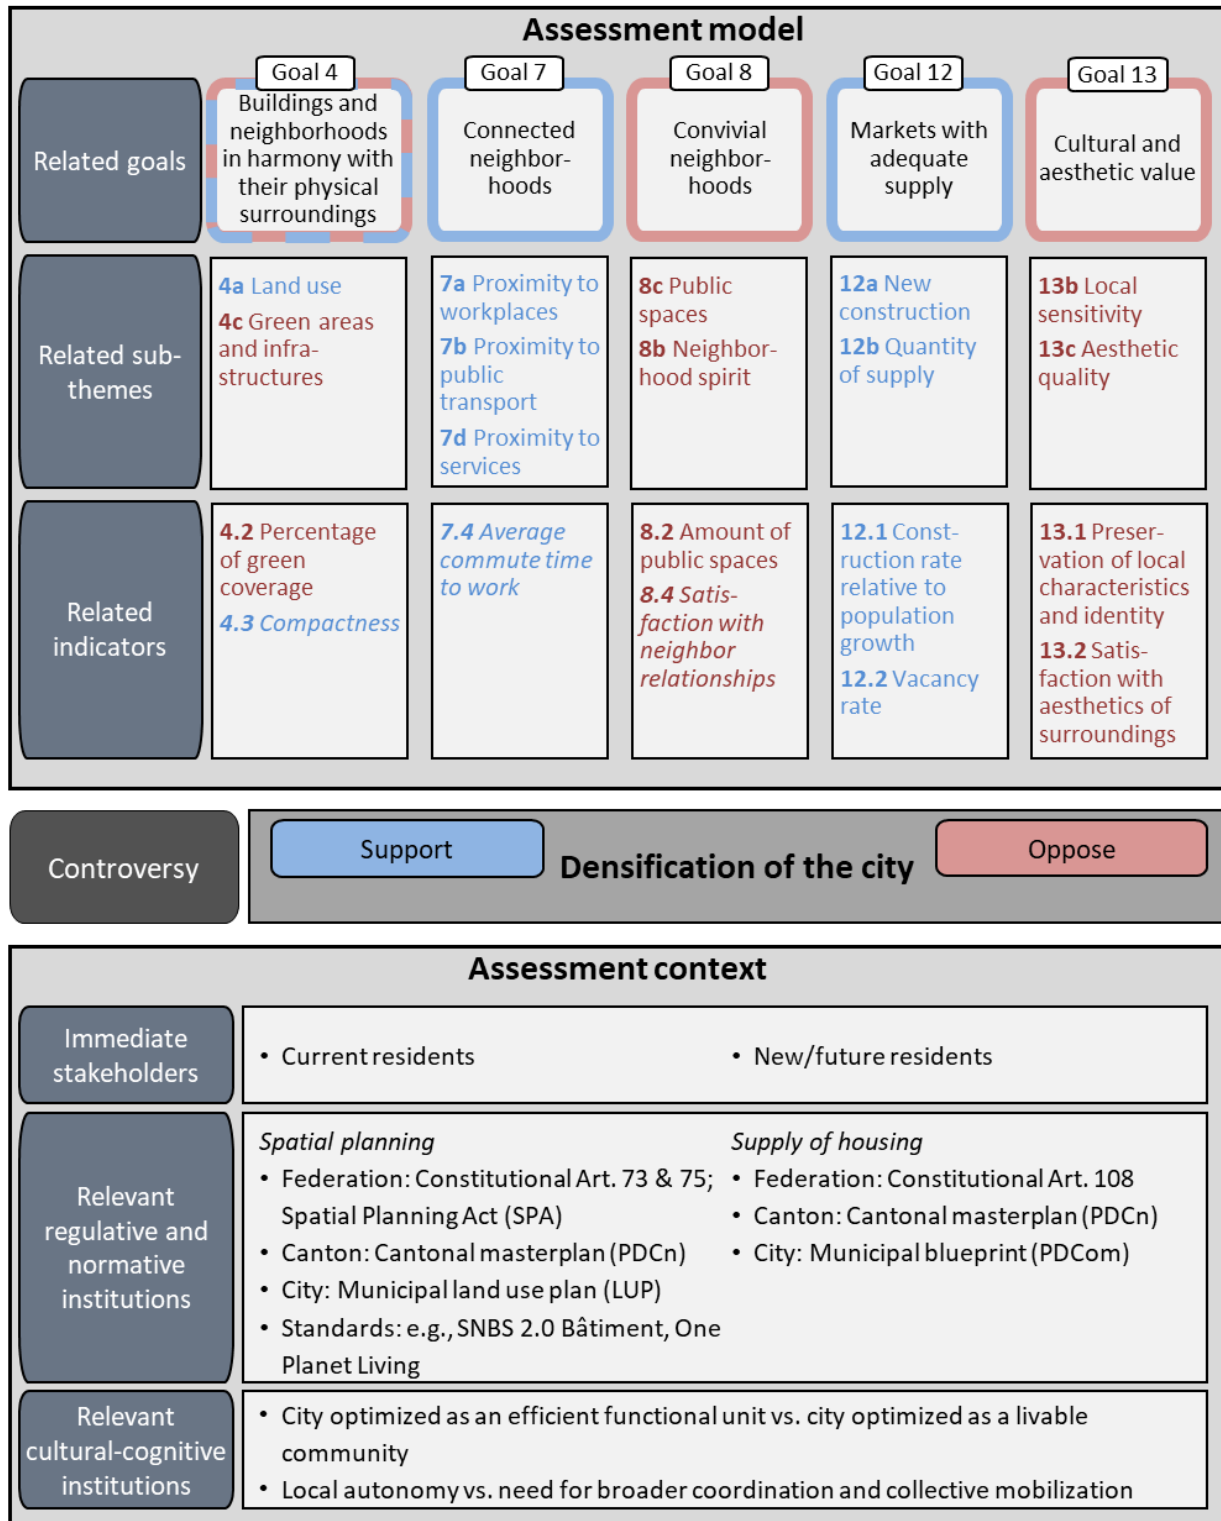 Assessment model
Related goals
Goal 4
Buildings and
neighborhoods
in harmony with
their physical
surroundings
Goal 7
Connected
neighbor-
hoods
Goal 8
Convivial
neighbor-
hoods
Goal 12
Markets with
adequate
supply
Goal 13
Cultural and
aesthetic value
Related sub-
themes
4a Land use
4c Green areas
and infra-
structures
7a Proximity to
workplaces
7b Proximity to
public
transport
7d Proximity to
services
8c Public
spaces
8b Neighbor-
hood spirit
12a New
construction
12b Quantity
of supply
13b Local
sensitivity
13c Aesthetic
quality
Related
indicators
4.2 Percentage
of green
coverage
4.3 Compactness
7.4 Average
commute time
to work
8.2 Amount of
public spaces
8.4 Satis-
faction with
neighbor
relationships
12.1 Const-
ruction rate
relative to
population
growth
12.2 Vacancy
rate
13.1 Preser-
vation of local
characteristics
and identity
13.2 Satis-
faction with
aesthetics of
surroundings
Controversy
Support
Densification of the city
Oppose
Assessment context
Immediate
stakeholders
• Current residents
• New/future residents
Relevant
regulative and
normative
institutions
Spatial planning
• Federation: Constitutional Art. 73 & 75;
Spatial Planning Act (SPA)
• Canton: Cantonal masterplan (PDCn)
• City: Municipal land use plan (LUP)
• Standards: e.g., SNBS 2.0 Bâtiment, One
Planet Living
Supply of housing
• Federation: Constitutional Art. 108
• Canton: Cantonal masterplan (PDCn)
• City: Municipal blueprint (PDCom)
Relevant
cultural-cognitive
institutions
• City optimized as an efficient functional unit vs. city optimized as a livable
community
• Local autonomy vs. need for broader coordination and collective mobilization